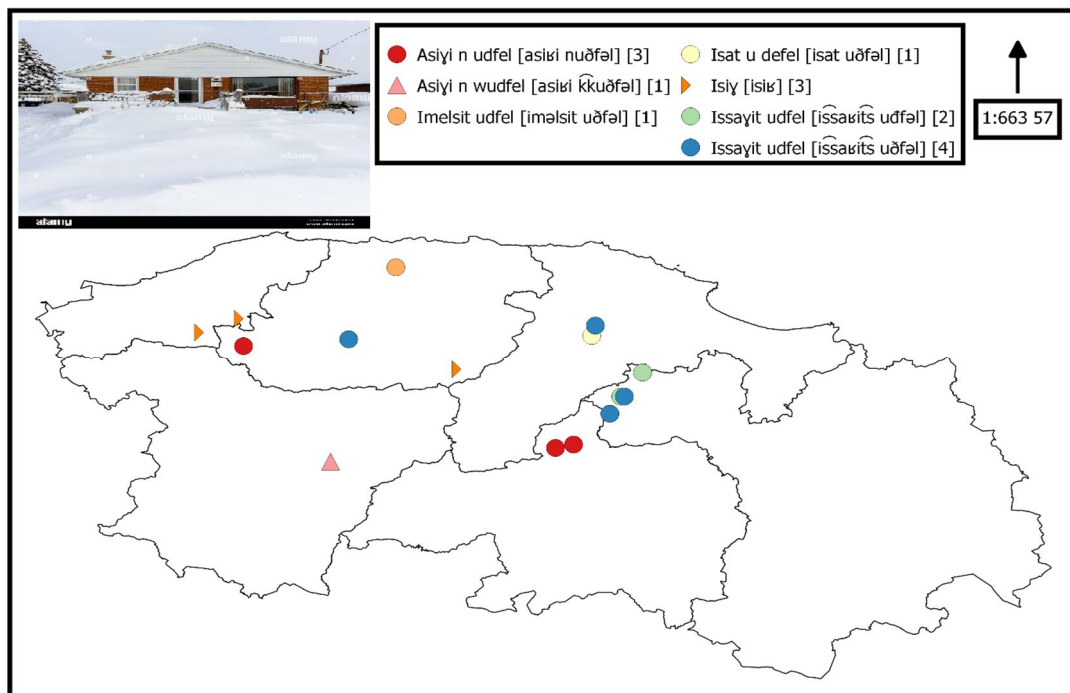 Asiɣi n udfel [asiʁi nuðfəl] [3]
Asiɣi n wudfel [asiʁi k͡kuðfəl] [1]
Imelsit udfel [iməlsit uðfəl] [1]
Isat u defel [isat uðfəl] [1]
Isiɣ [isiʁ] [3]
Issaɣit udfel [is͡saʁit͡s uđfəl] [2]
Issaɣit udfel [is͡saʁit͡s uðfəl] [4]
1:663 57
alamy